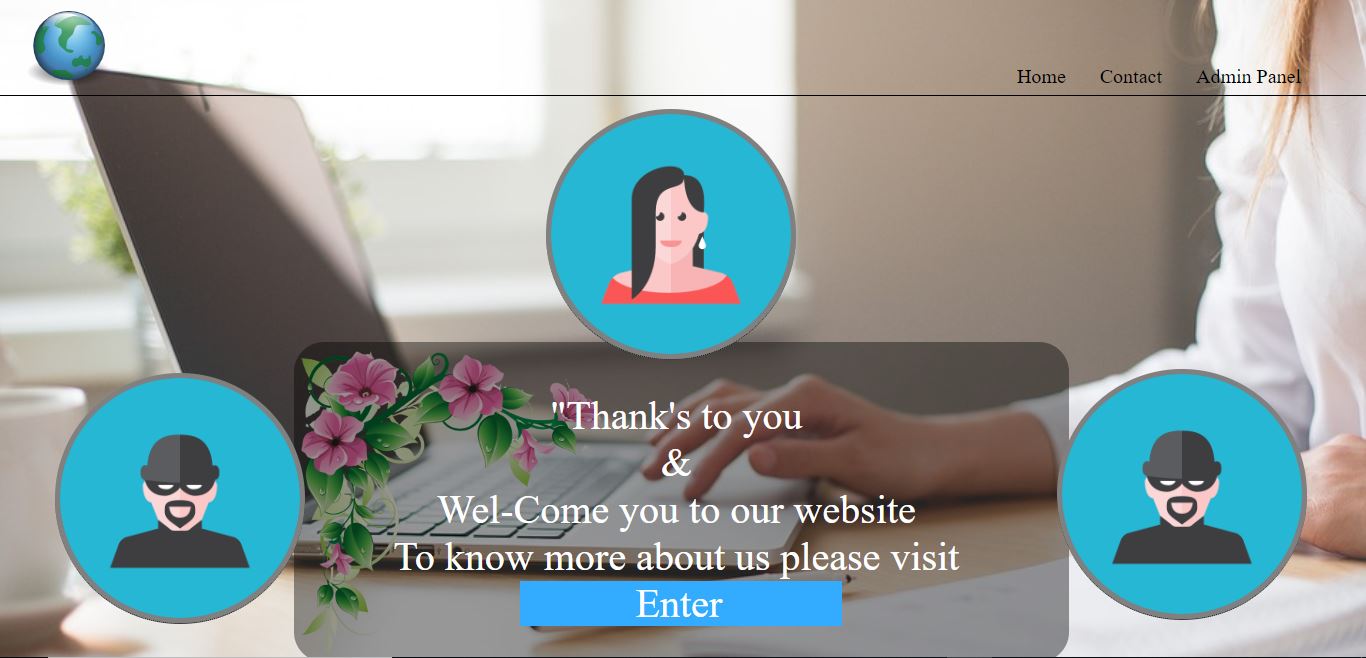 Home Contact Admin Panel
"Thank's to you
&
Wel-Come you to our website
To know more about us please visit
Enter